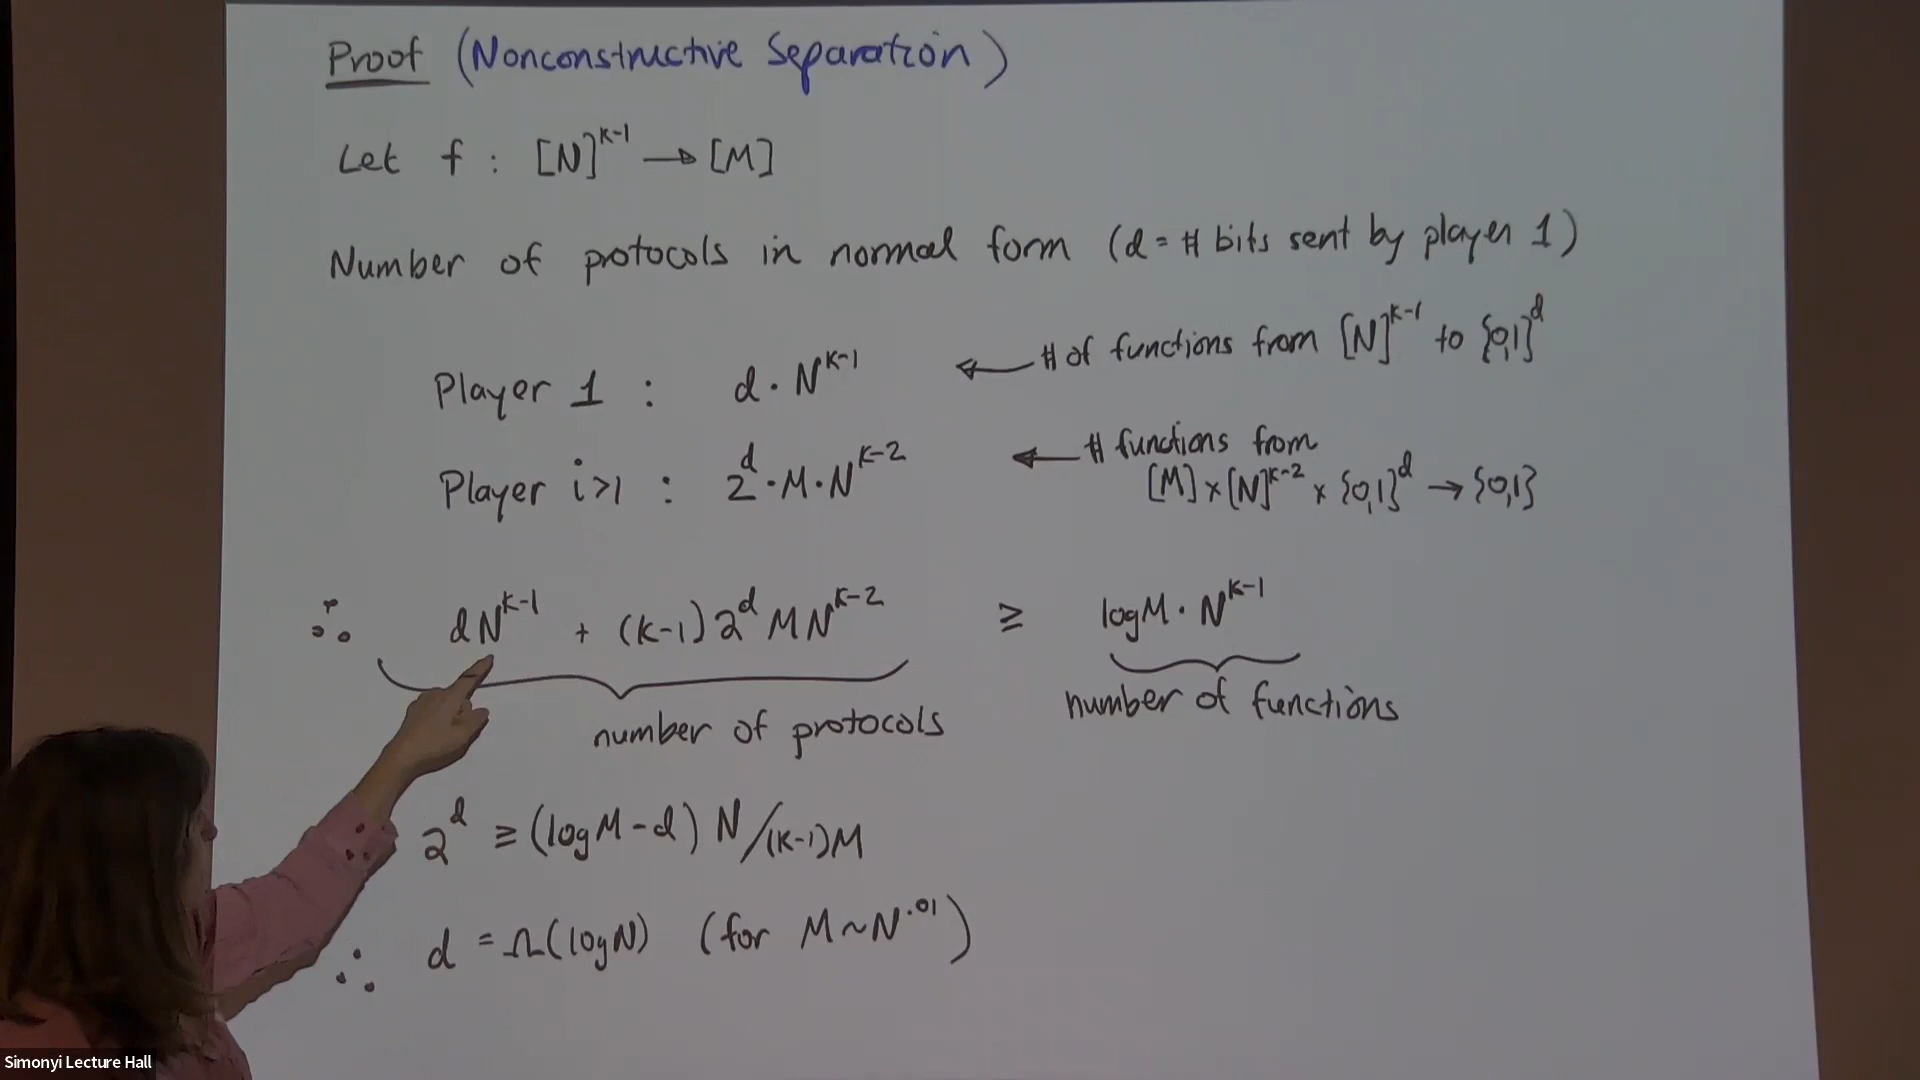 Proof (Nonconstructive Separation)
Let f : [N]^{k-1} → [M]
Number of protocols in normal form (d = # bits sent by player 1)
Player 1 : d · N^{k-1} ← # of functions from [N]^{k-1} to {0,1}^d
Player i>1 : 2^d · M · N^{k-2} ← # functions from
[M] × [N]^{k-2} × {0,1}^d → {0,1}
∴ dN^{k-1} + (k-1) 2^d M N^{k-2} ≥ log M · N^{k-1}
number of protocols number of functions
2^d ≥ (log M - d) N/(k-1)M
∴ d = Ω(log N) (for M ~ N^{.01})
Simonyi Lecture Hall